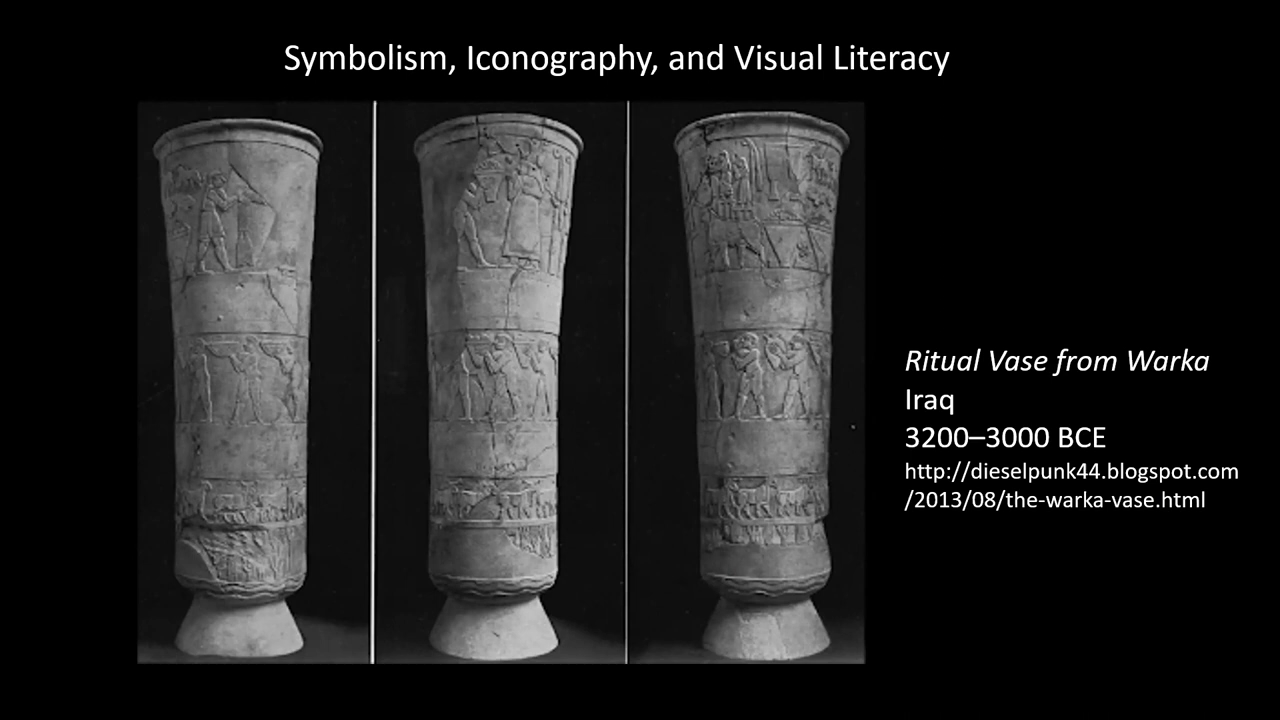 Symbolism, Iconography, and Visual Literacy
Ritual Vase from Warka
Iraq
3200–3000 BCE
http://dieselpunk44.blogspot.com
/2013/08/the-warka-vase.html